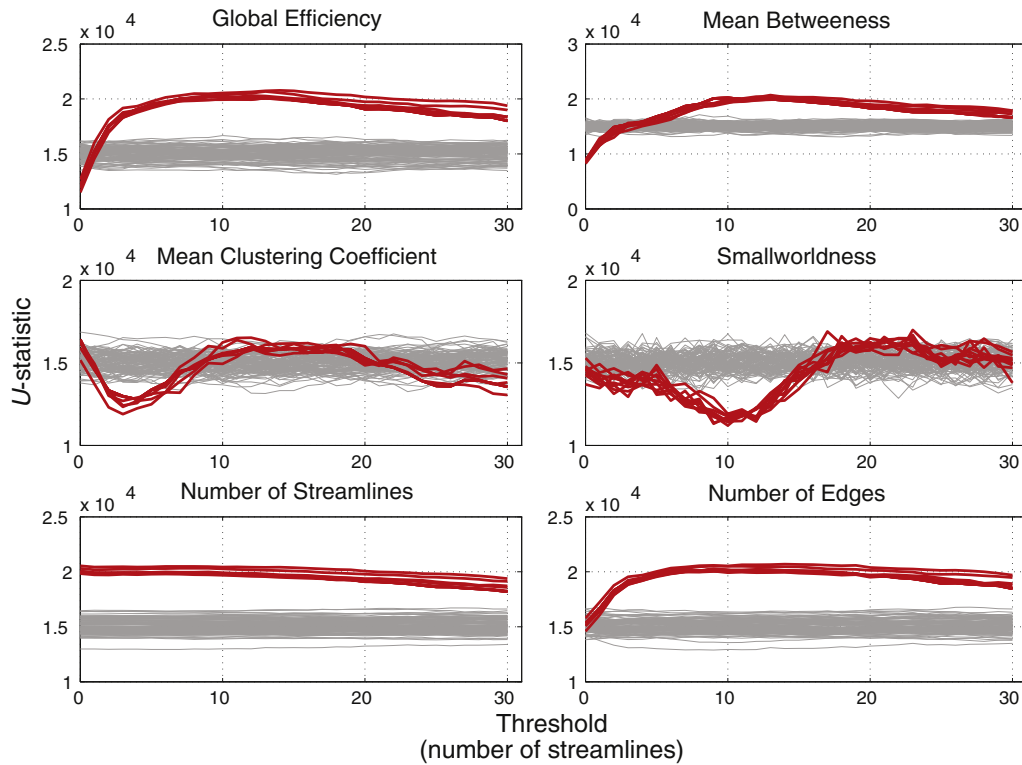 Global Efficiency
Mean Betweeness
x 10 4
x 10 4
2.5
2
1.5
1
0 10 20 30
3
2
1
0
0 10 20 30
Mean Clustering Coefficient
Smallworldness
x 10 4
x 10 4
2
1.5
1
0 10 20 30
2
1.5
1
0 10 20 30
U-statistic
Number of Streamlines
Number of Edges
x 10 4
x 10 4
2.5
2
1.5
1
0 10 20 30
2.5
2
1.5
1
0 10 20 30
Threshold
(number of streamlines)